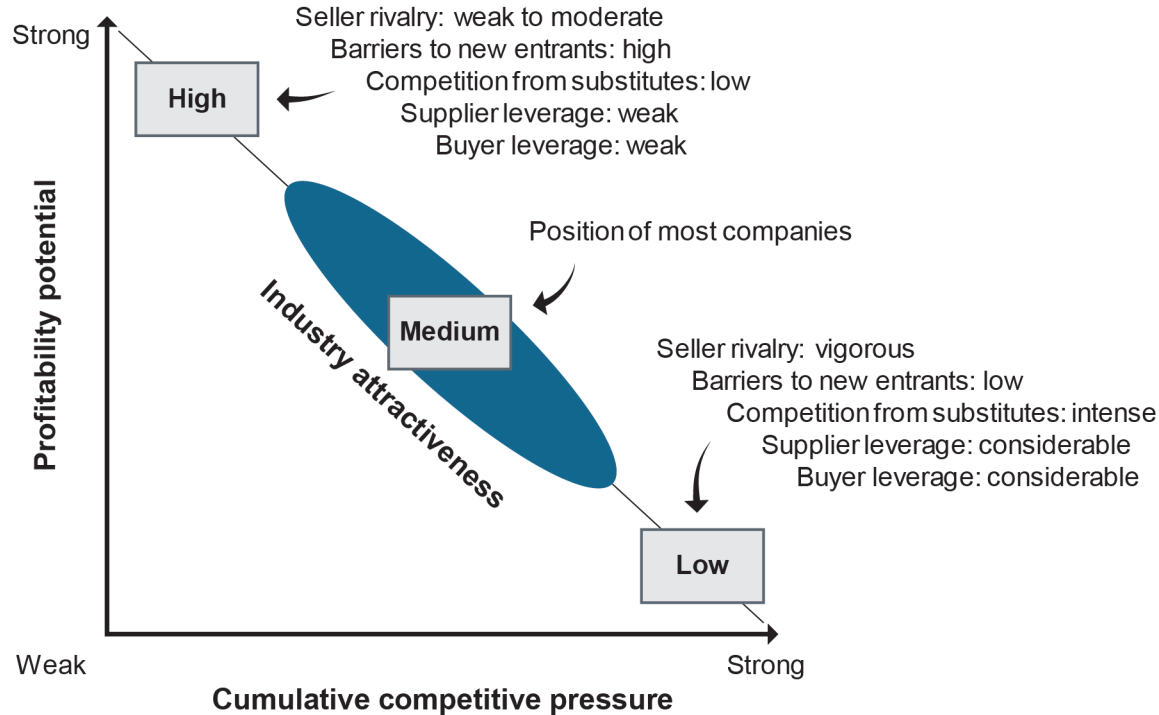 Strong
Seller rivalry: weak to moderate
Barriers to new entrants: high
Competition from substitutes: low
Supplier leverage: weak
Buyer leverage: weak
High
Profitability potential
Position of most companies
Industry attractiveness
Medium
Seller rivalry: vigorous
Barriers to new entrants: low
Competition from substitutes: intense
Supplier leverage: considerable
Buyer leverage: considerable
Low
Weak
Strong
Cumulative competitive pressure